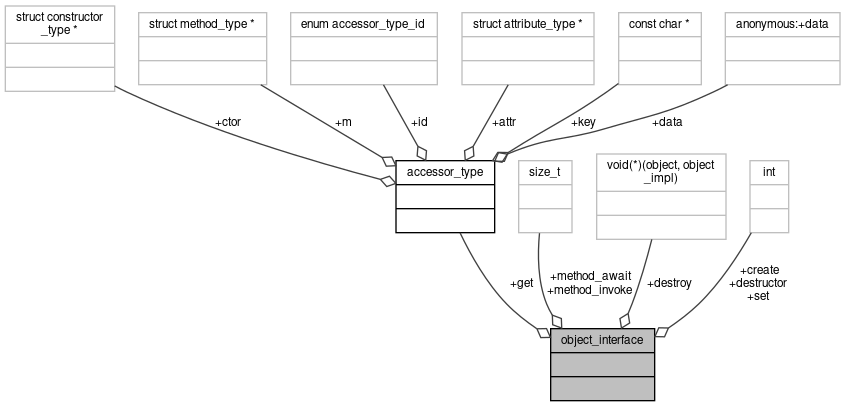 struct constructor
_type *
struct method_type *
enum accessor_type_id
struct attribute_type *
const char *
anonymous:+data
+ctor
+m
+id
+attr
+key
+data
accessor_type
size_t
void(*)(object, object
_impl)
int
+get
+method_await
+method_invoke
+destroy
+create
+destructor
+set
object_interface